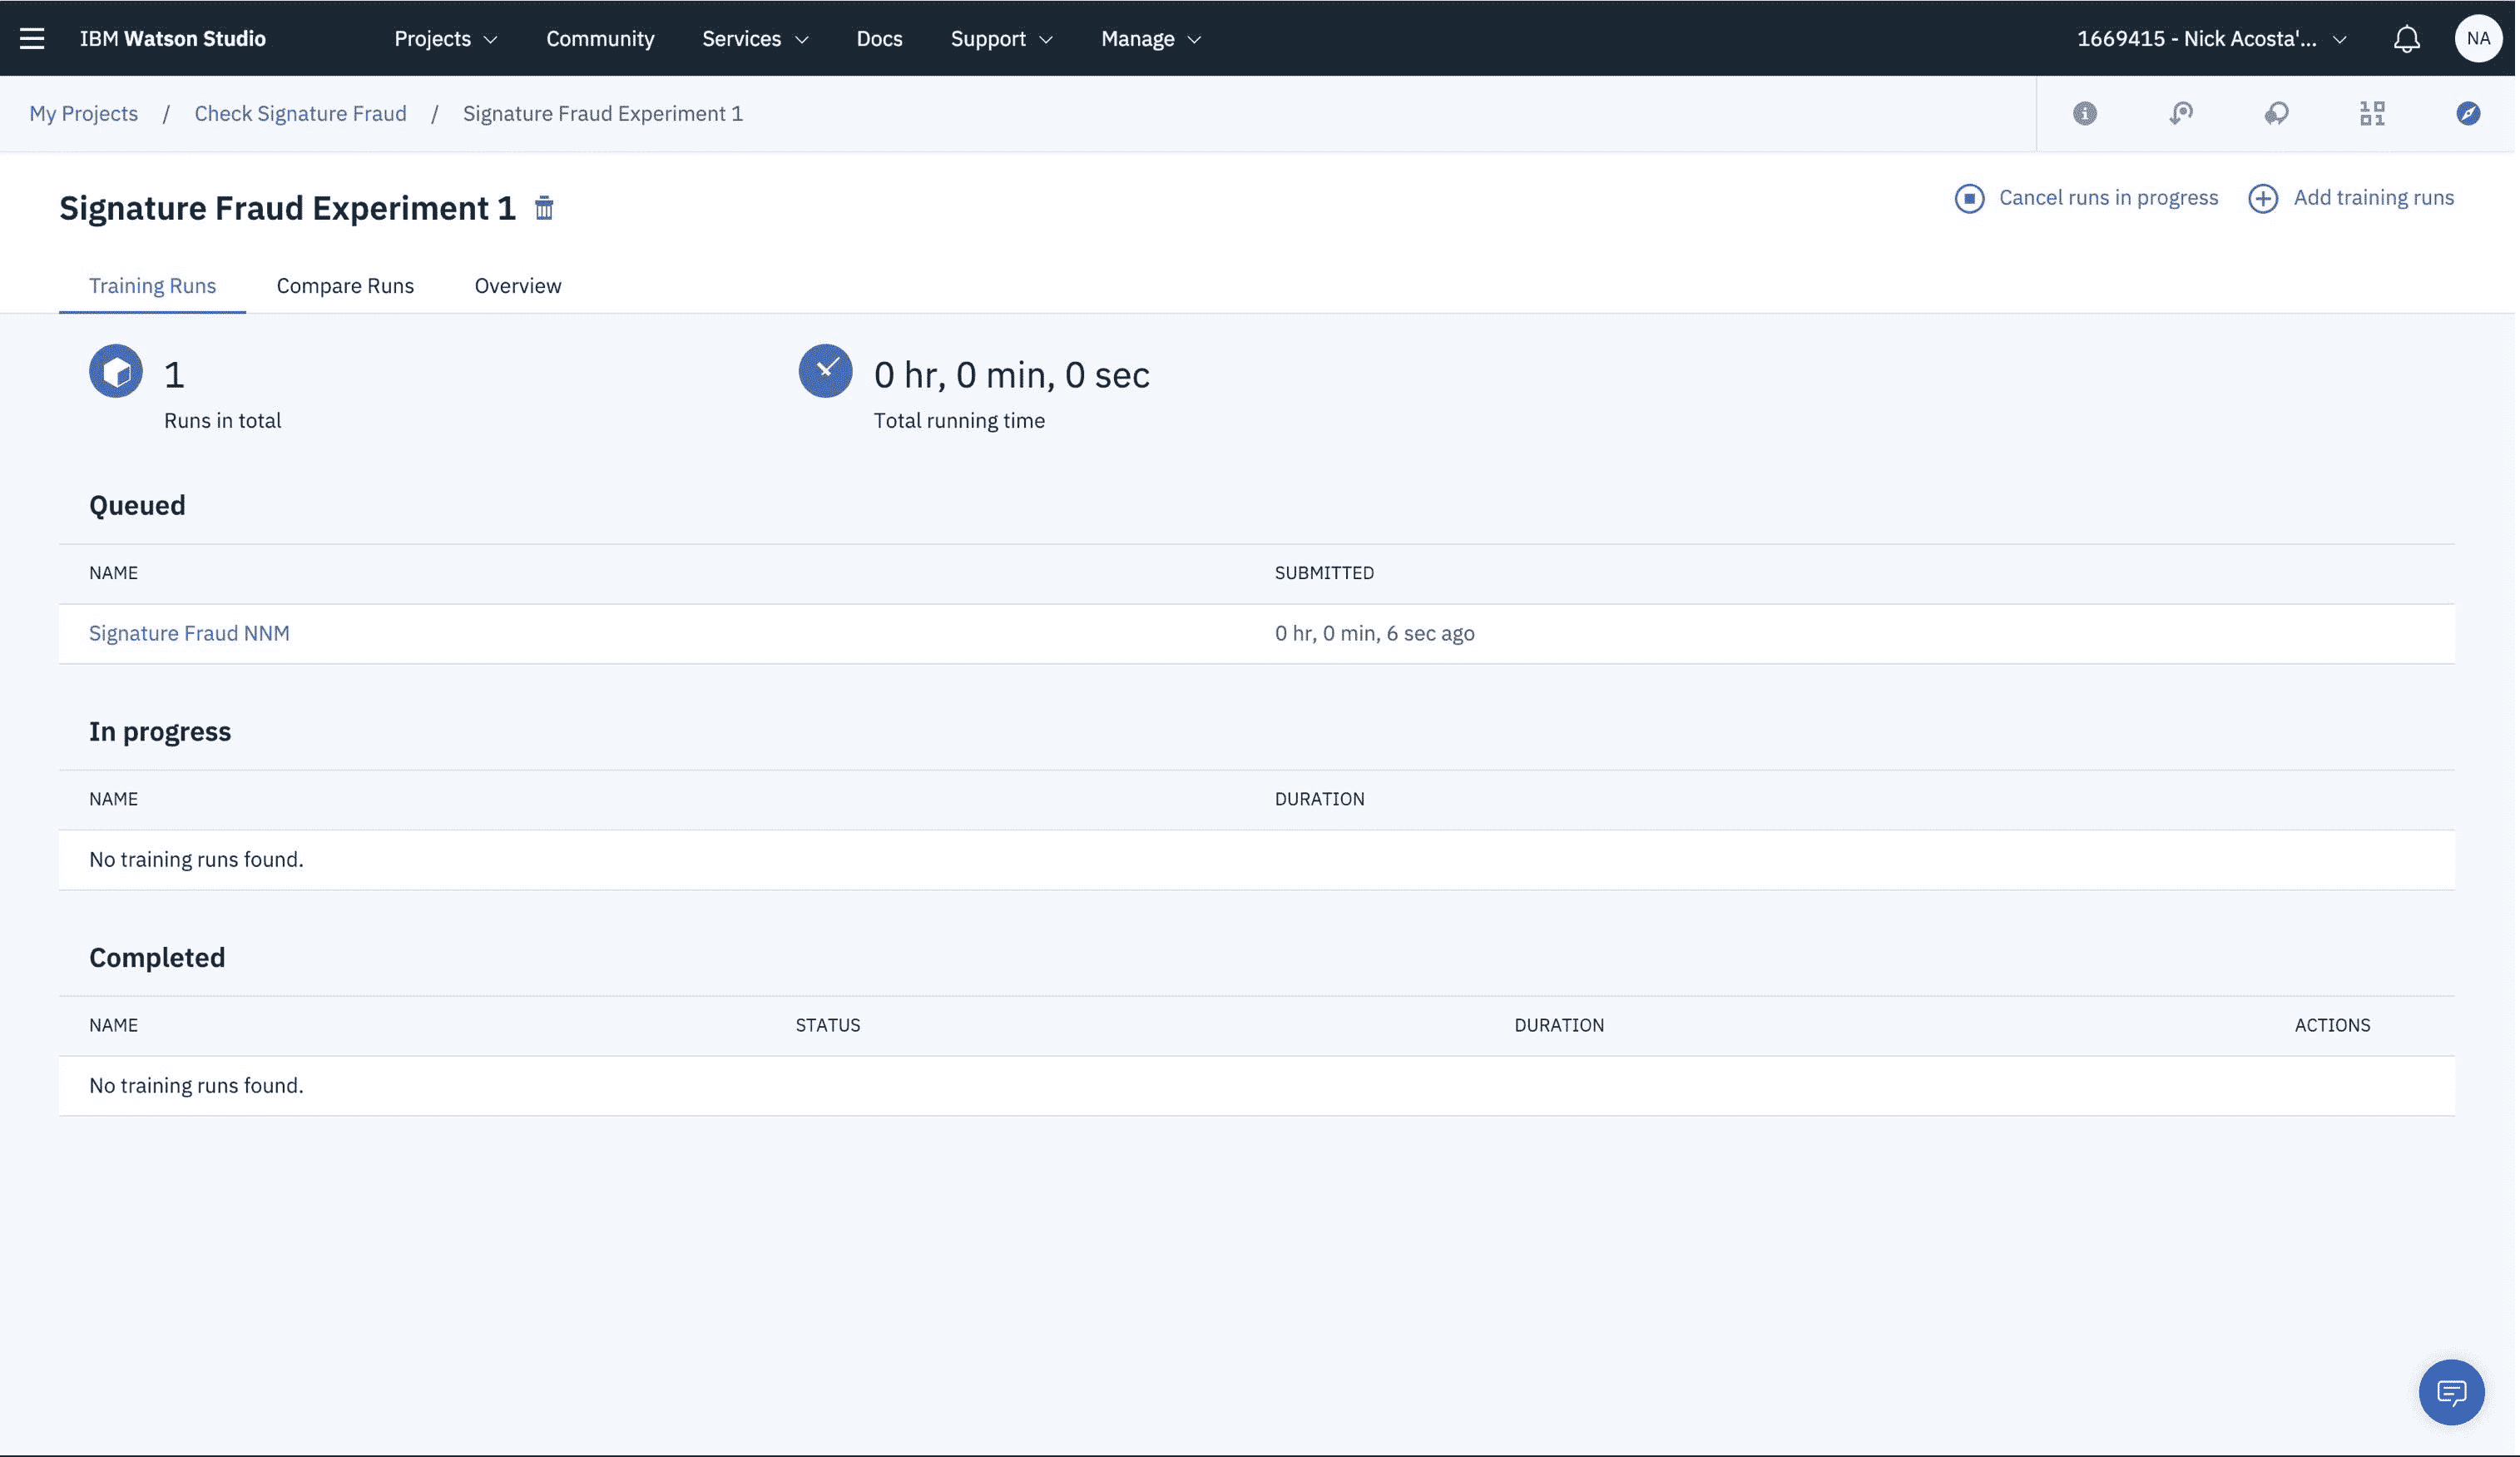 IBM Watson Studio Projects Community Services Docs Support Manage 1669415 - Nick Acosta'... NA
My Projects / Check Signature Fraud / Signature Fraud Experiment 1
Signature Fraud Experiment 1
Cancel runs in progress Add training runs
Training Runs Compare Runs Overview
1 0 hr, 0 min, 0 sec
Runs in total Total running time
Queued
NAME SUBMITTED
Signature Fraud NNM 0 hr, 0 min, 6 sec ago
In progress
NAME DURATION
No training runs found.
Completed
NAME STATUS DURATION ACTIONS
No training runs found.